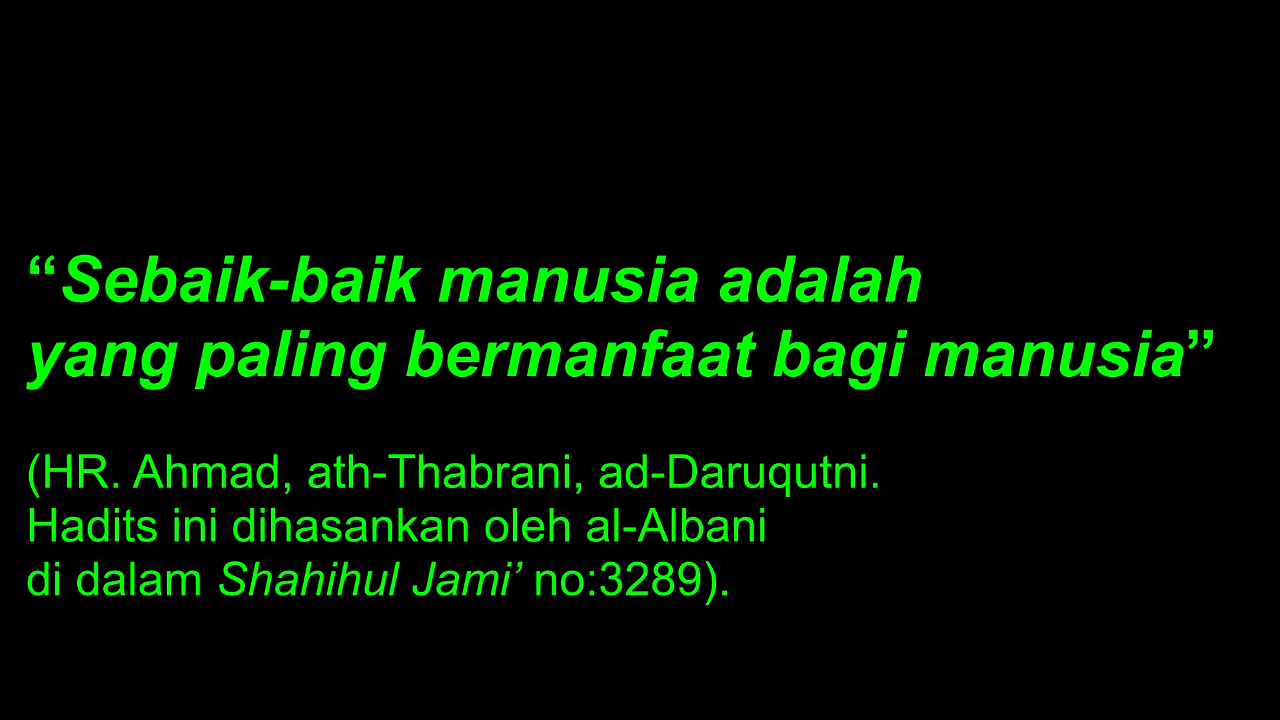 “Sebaik-baik manusia adalah
yang paling bermanfaat bagi manusia”
(HR. Ahmad, ath-Thabrani, ad-Daruqutni.
Hadits ini dihasankan oleh al-Albani
di dalam Shahihul Jami’ no:3289).